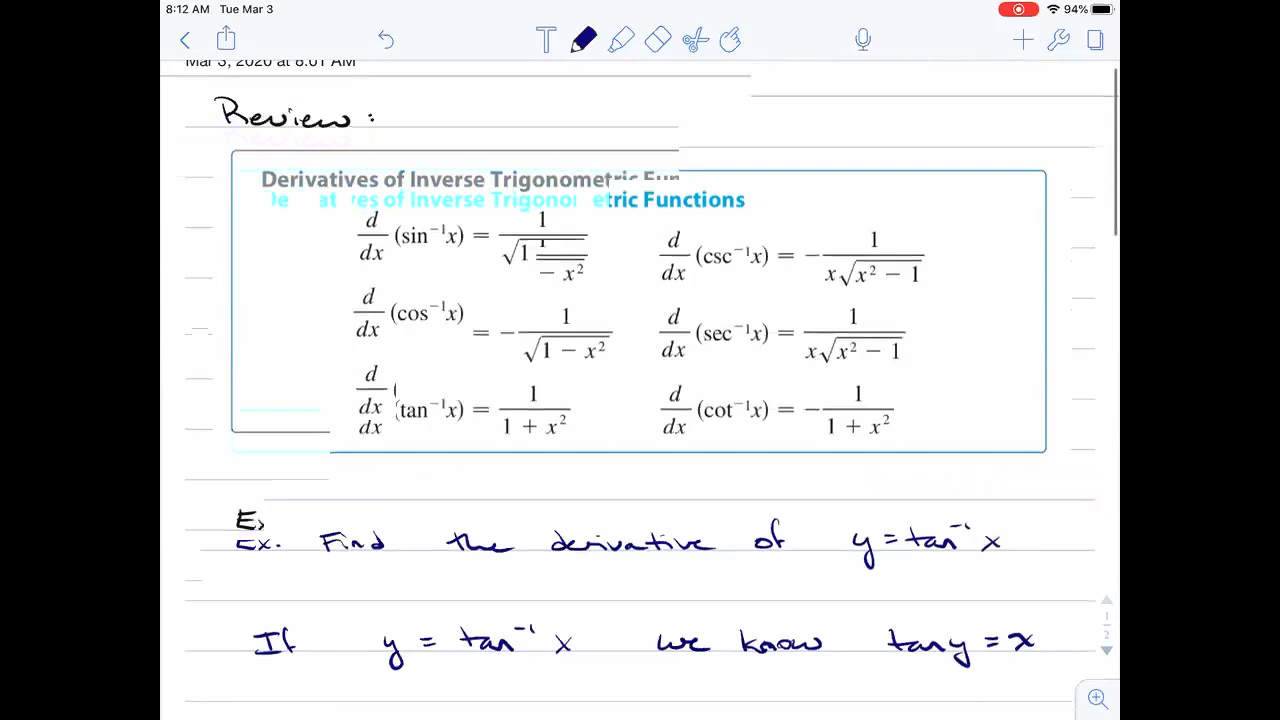 8:12 AM Tue Mar 3 94%
Mar 3, 2020 at 8:01 AM
Review:
Derivatives of Inverse Trigonometric Functions
d/dx (sin⁻¹x) = 1/√(1 − x²) d/dx (csc⁻¹x) = − 1/(x√(x² − 1))
d/dx (cos⁻¹x) = − 1/√(1 − x²) d/dx (sec⁻¹x) = 1/(x√(x² − 1))
d/dx (tan⁻¹x) = 1/(1 + x²) d/dx (cot⁻¹x) = − 1/(1 + x²)
Ex. Find the derivative of y = tan⁻¹ x
If y = tan⁻¹ x we know tan y = x
1/2